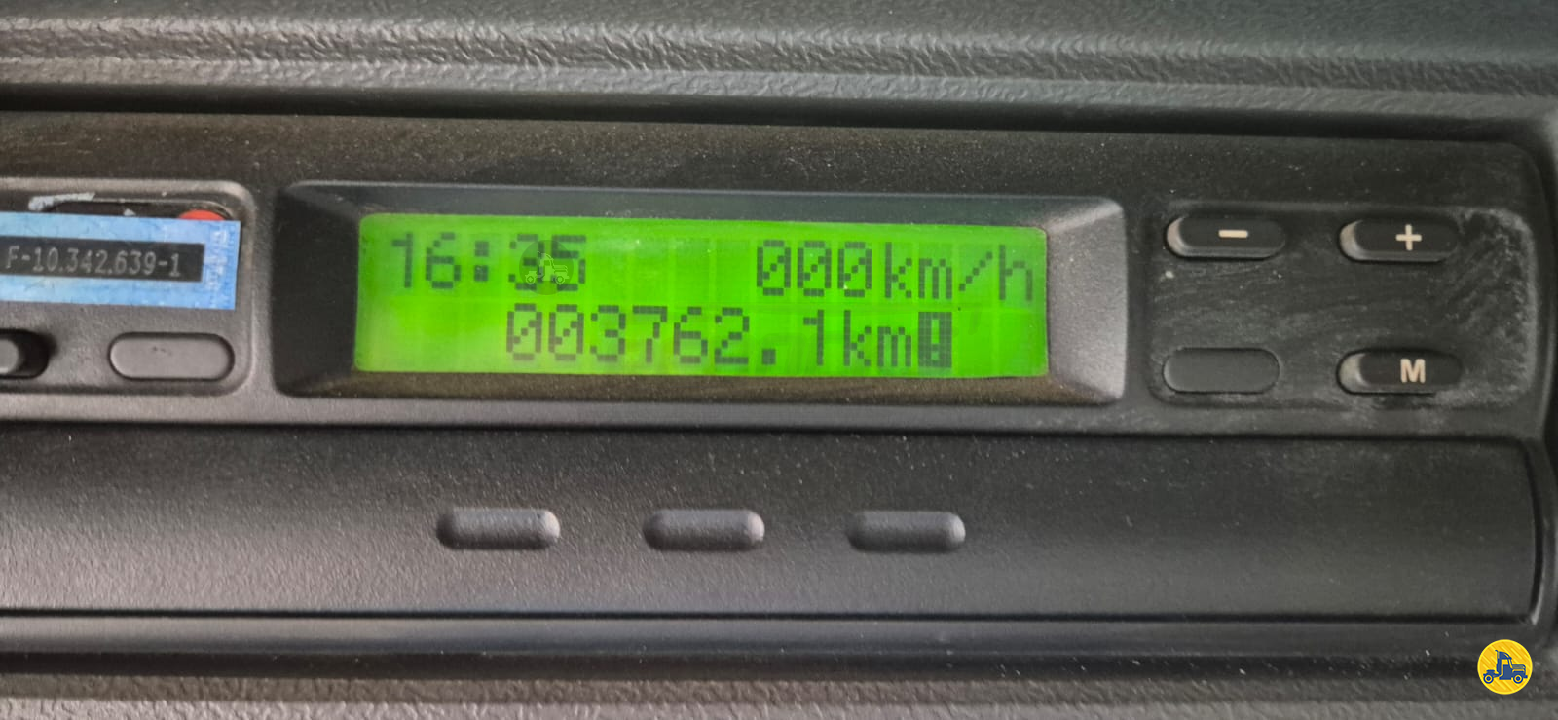 F-10.342.639-1
16:35 000km/h
003762.1km!
- +
M